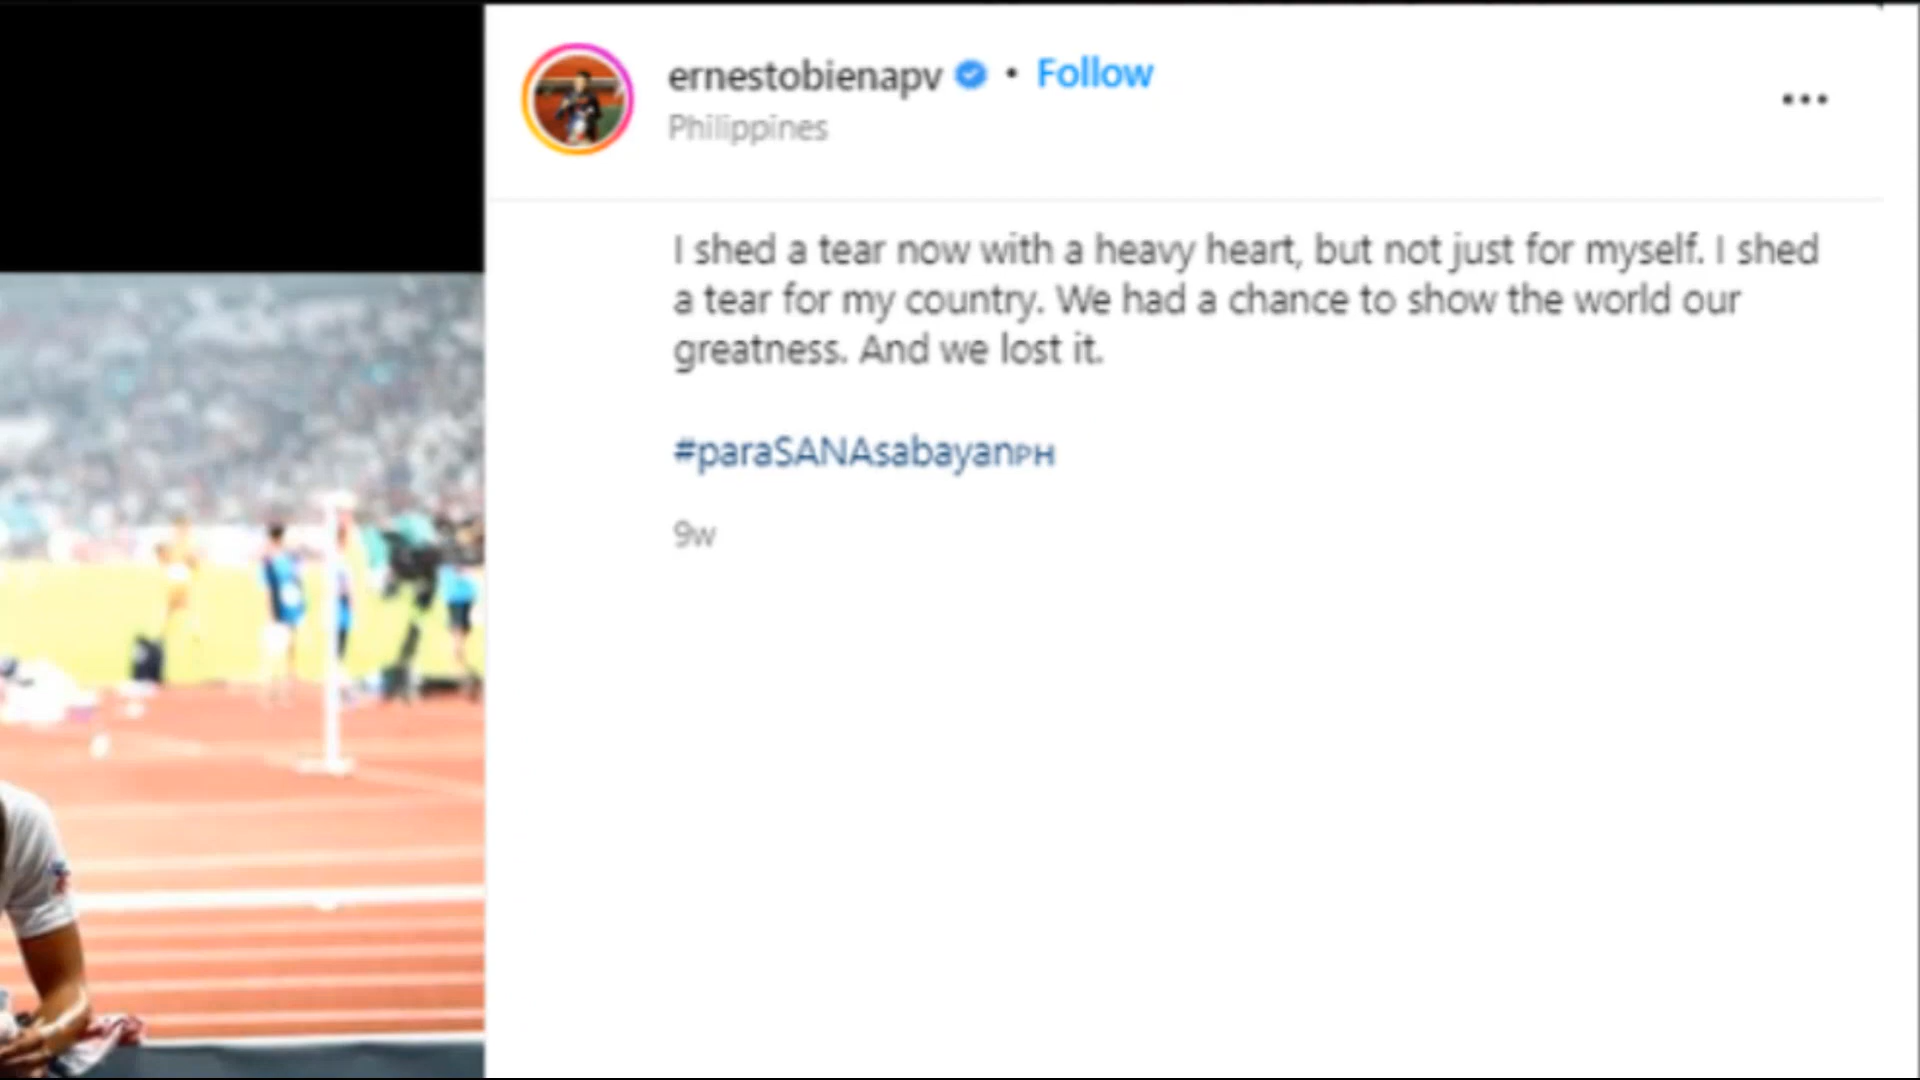 ernestobienapv • Follow
Philippines
I shed a tear now with a heavy heart, but not just for myself. I shed
a tear for my country. We had a chance to show the world our
greatness. And we lost it.
#paraSANAsabayanPH
9w